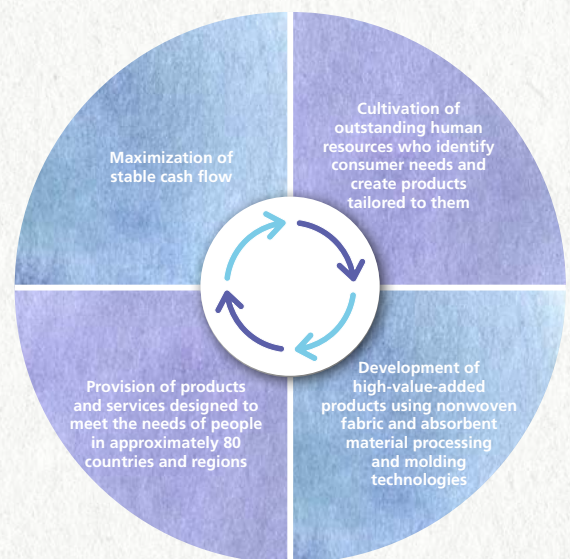 Maximization of
stable cash flow
Cultivation of
outstanding human
resources who identify
consumer needs and
create products
tailored to them
Provision of products
and services designed to
meet the needs of people
in approximately 80
countries and regions
Development of
high-value-added
products using nonwoven
fabric and absorbent
material processing
and molding
technologies